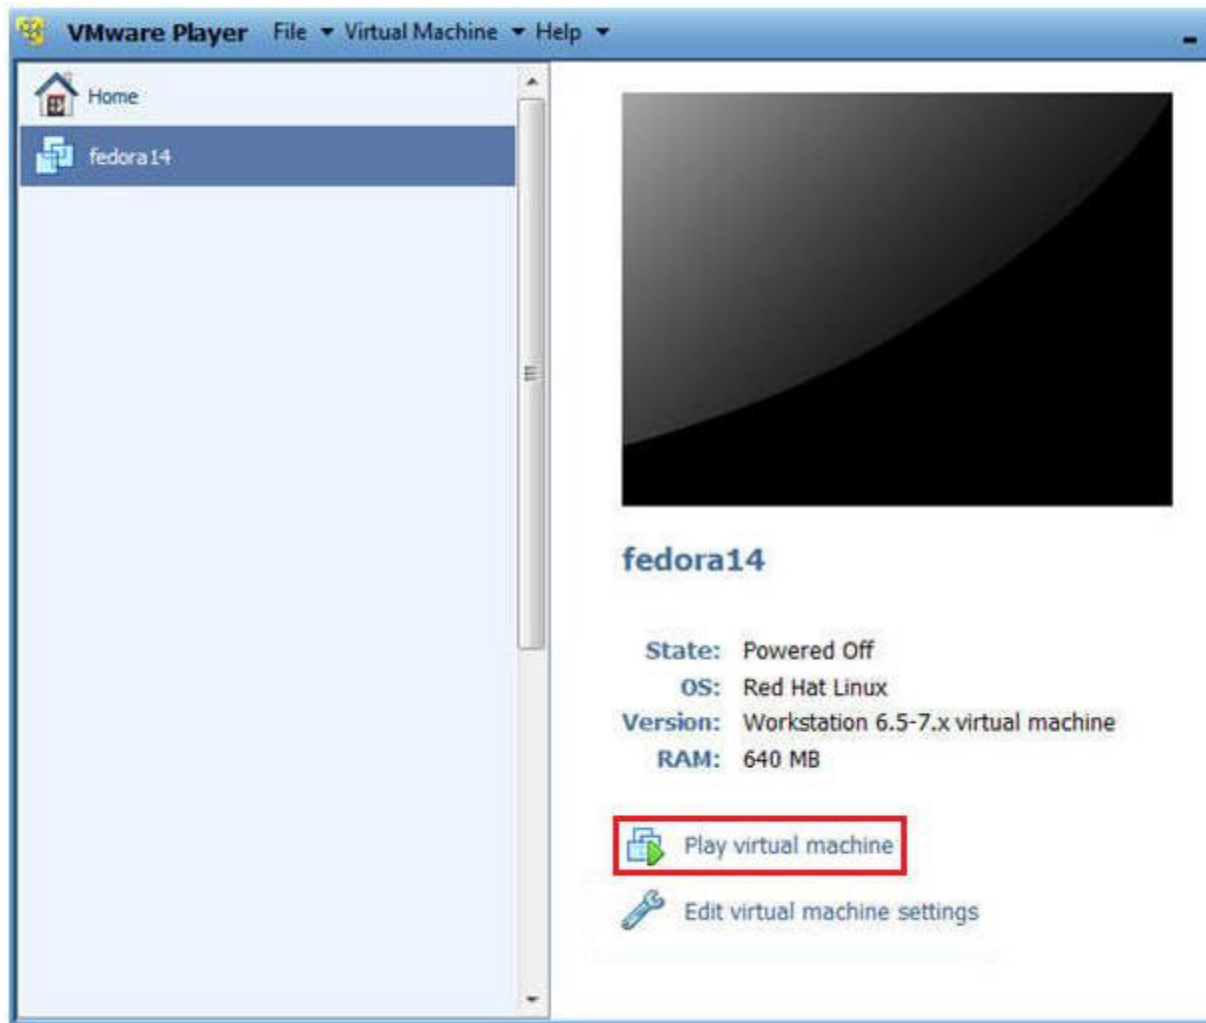 VMware Player File Virtual Machine Help
Home
fedora14
fedora14
State: Powered Off
OS: Red Hat Linux
Version: Workstation 6.5-7.x virtual machine
RAM: 640 MB
Play virtual machine
Edit virtual machine settings